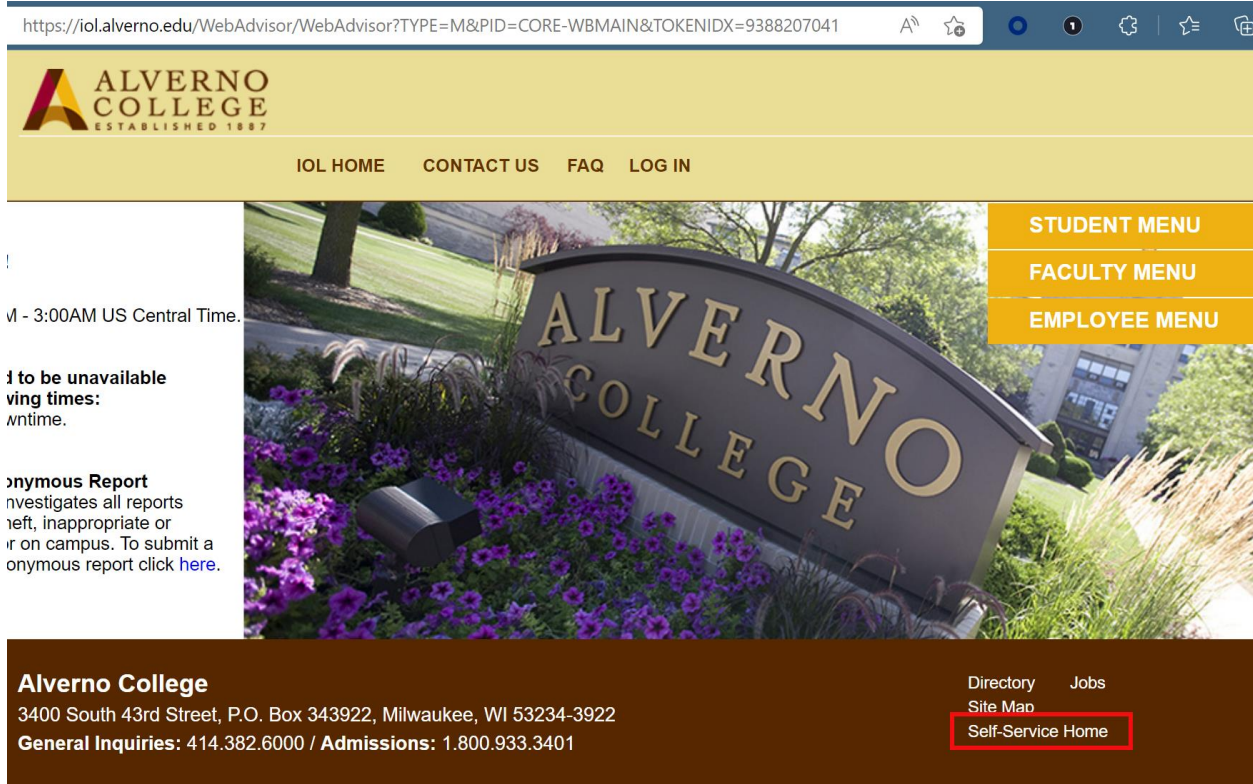 https://iol.alverno.edu/WebAdvisor/WebAdvisor?TYPE=M&PID=CORE-WBMAIN&TOKENIDX=9388207041
ALVERNO
COLLEGE
ESTABLISHED 1887
IOL HOME CONTACT US FAQ LOG IN
STUDENT MENU
FACULTY MENU
EMPLOYEE MENU
M - 3:00AM US Central Time.
d to be unavailable
wing times:
wntime.
onymous Report
nvestigates all reports
heft, inappropriate or
or on campus. To submit a
onymous report click here.
ALVERNO
COLLEGE
Alverno College
3400 South 43rd Street, P.O. Box 343922, Milwaukee, WI 53234-3922
General Inquiries: 414.382.6000 / Admissions: 1.800.933.3401
Directory Jobs
Site Map
Self-Service Home